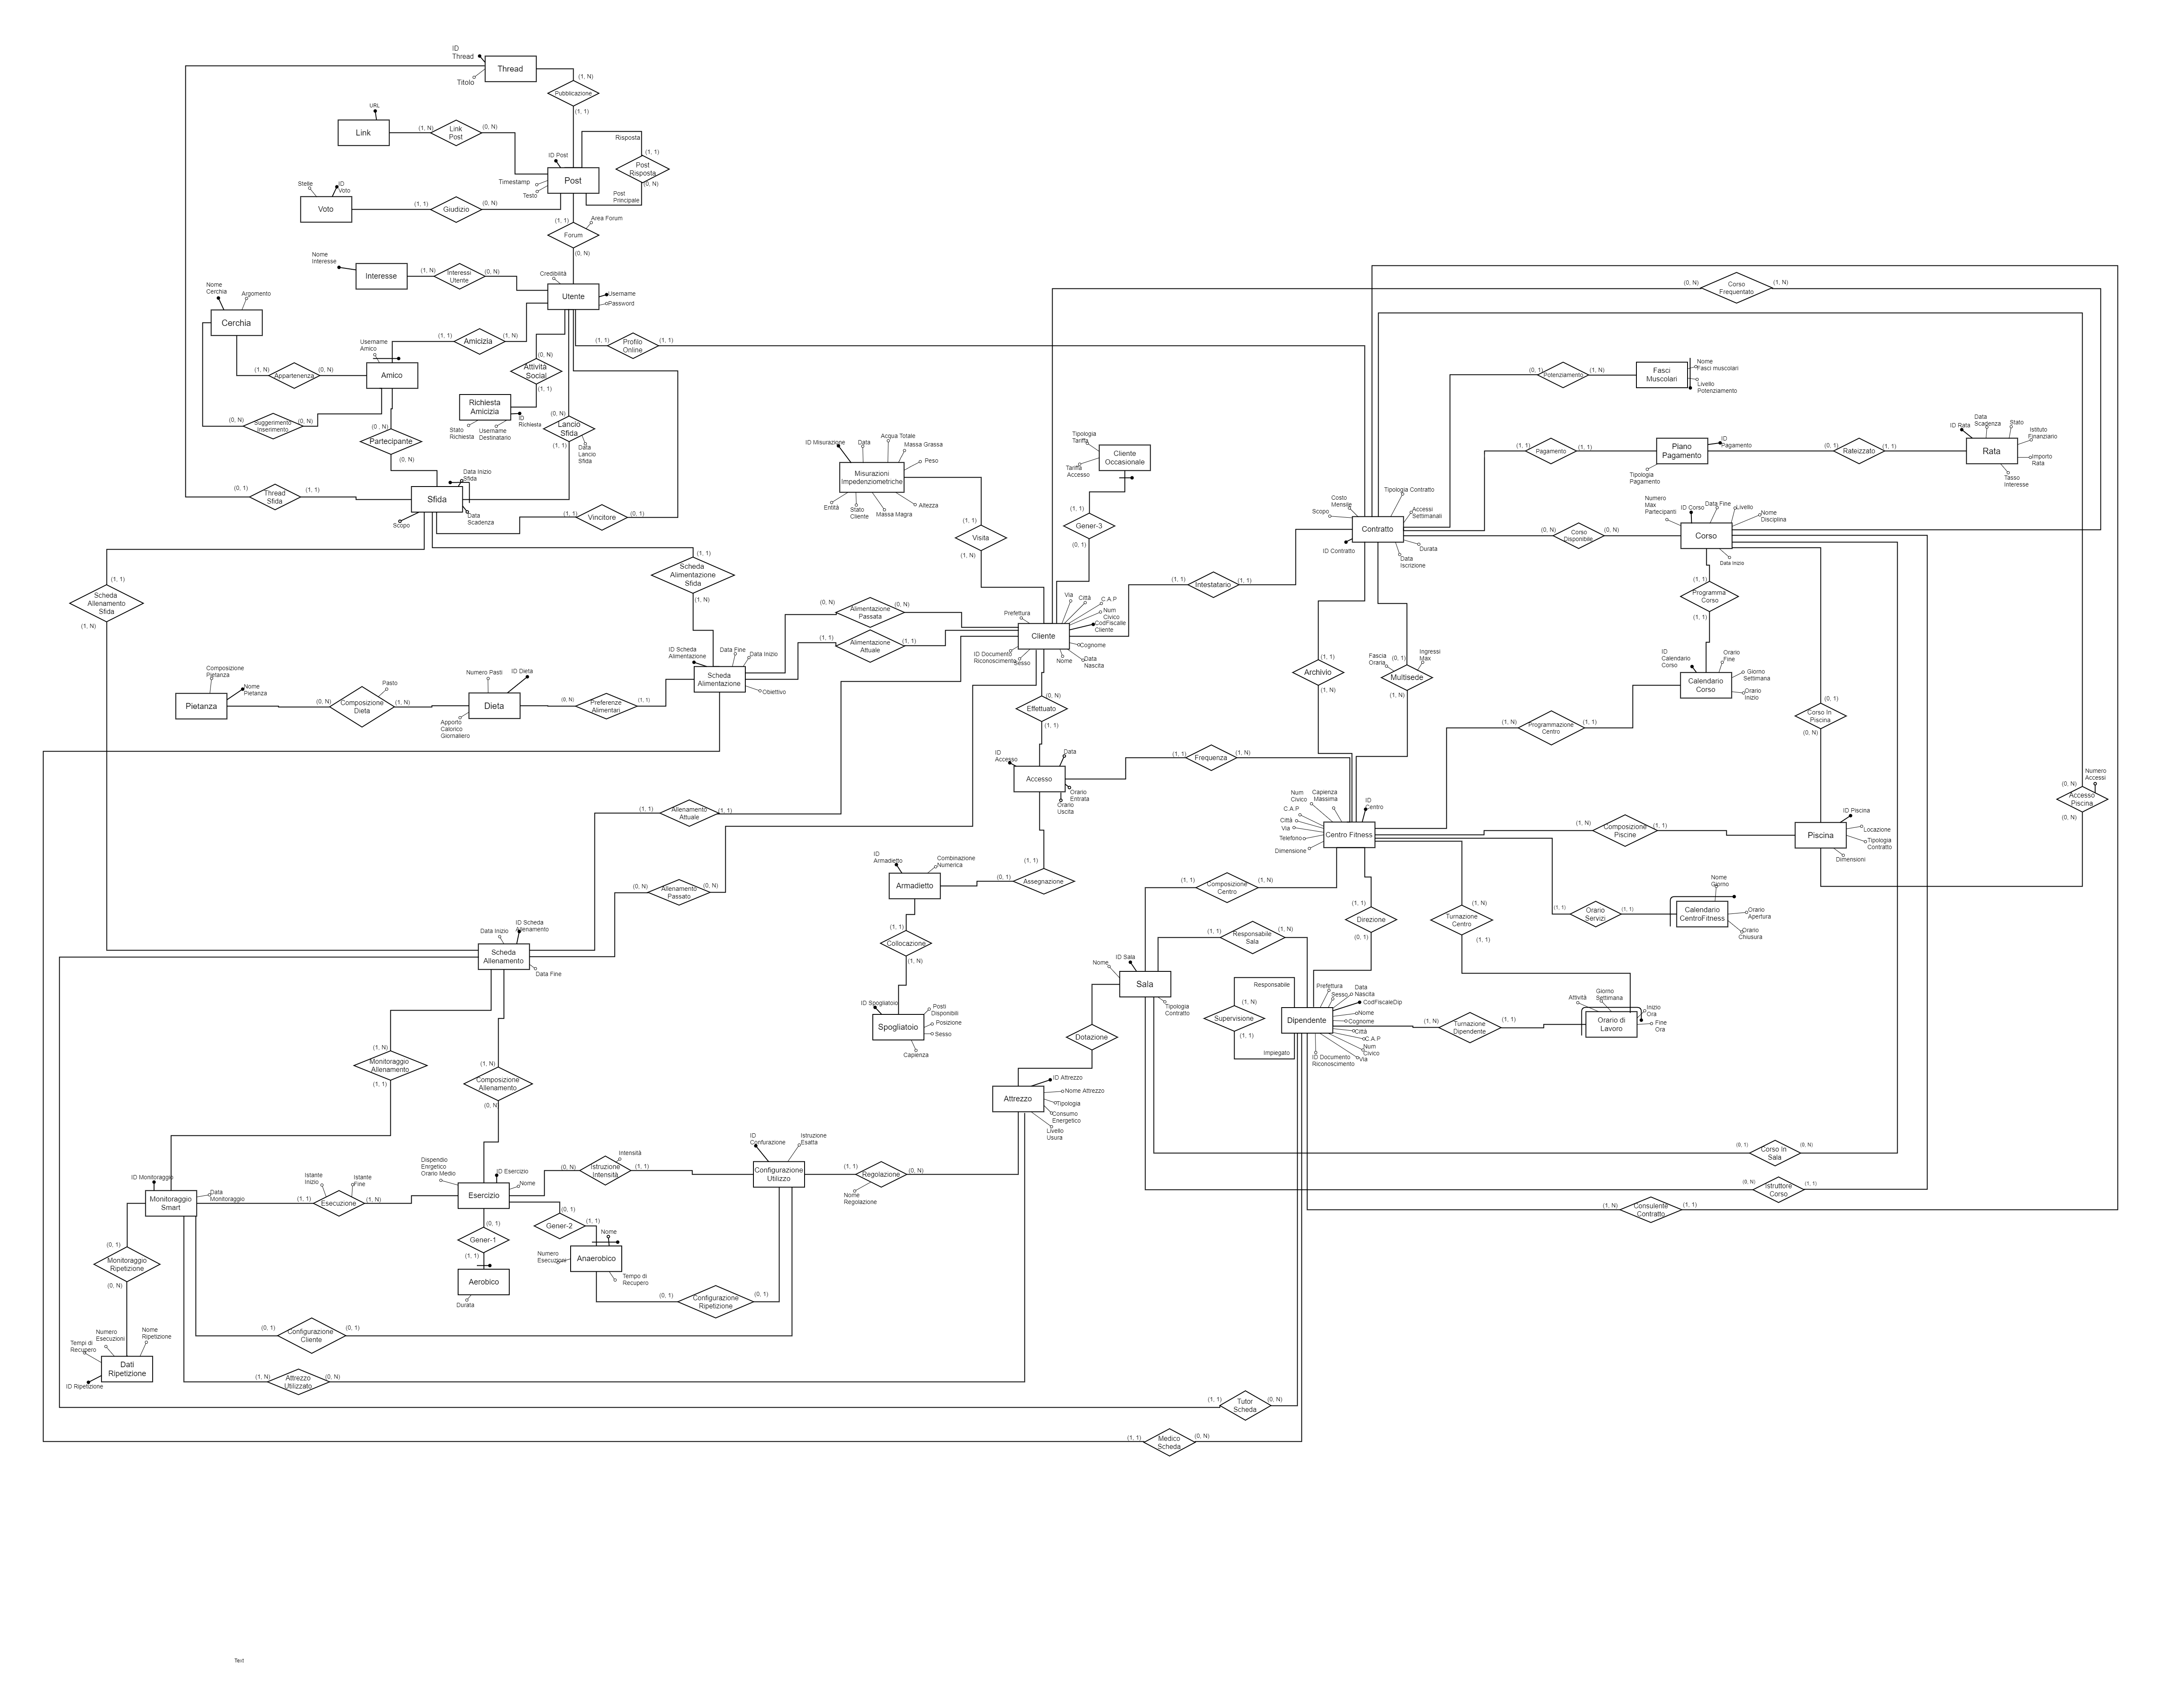 ID
Thread
Titolo
Thread
(1, N)
Pubblicazione
(1, 1)
URL
Link
(1, N)
Link
Post
(0, N)
ID Post
Timestamp
Testo
Post
Risposta
(1, 1)
Post
Risposta
(0, N)
Post
Principale
Stelle
ID
Voto
Voto
(1, 1)
Giudizio
(0, N)
(1, 1)
Area Forum
Forum
(0, N)
Nome
Interesse
Interesse
(1, N)
Interessi
Utente
(0, N)
Credibilità
Utente
Username
Password
Nome
Cerchia
Argomento
Cerchia
(1, 1)
Amicizia
(1, N)
(1, 1)
Profilo
Online
(1, 1)
Username
Amico
Amico
(1, N)
Appartenenza
(0, N)
(0, N)
Attività
Social
(1, 1)
Richiesta
Amicizia
Stato
Richiesta
Username
Destinatario
ID
Richiesta
(0, N)
Suggerimento
Inserimento
(0, N)
(0 , N)
Partecipante
(0, N)
(0, N)
Lancio
Sfida
(1, 1)
Data
Lancio
Sfida
(0, 1)
Thread
Sfida
(1, 1)
Data Inizio
Sfida
Sfida
Scopo
Data
Scadenza
(1, 1)
Vincitore
(0, 1)
(1, 1)
Scheda
Allenamento
Sfida
(1, N)
(1, 1)
Scheda
Alimentazione
Sfida
(1, N)
ID Misurazione
Data
Acqua Totale
Massa Grassa
Peso
Misurazioni
Impedenziometriche
Entità
Stato
Cliente
Massa Magra
Altezza
(1, 1)
Visita
(1, N)
Tipologia
Tariffa
Tariffa
Accesso
Cliente
Occasionale
(1, 1)
Gener-3
(0, 1)
(0, N)
Corso
Frequentato
(1, N)
(0, 1)
Potenziamento
(1, N)
Fasci
Muscolari
Nome
Fasci muscolari
Livello
Potenziamento
(1, 1)
Pagamento
(1, 1)
Piano
Pagamento
ID
Pagamento
Tipologia
Pagamento
(0, 1)
Rateizzato
(1, 1)
ID Rata
Data
Scadenza
Stato
Istituto
Finanziario
Rata
Importo
Rata
Tasso
Interesse
Costo
Mensile
Scopo
Tipologia Contratto
Accessi
Settimanali
Contratto
ID Contratto
Durata
Data
Iscrizione
(0, N)
Corso
Disponibile
(0, N)
Numero
Max
Partecipanti
ID Corso
Data Fine
Livello
Nome
Disciplina
Corso
Data Inizio
(1, 1)
Programma
Corso
(1, 1)
(1, 1)
Intestatario
(1, 1)
(0, N)
Alimentazione
Passata
(0, N)
(1, 1)
Alimentazione
Attuale
(1, 1)
Prefettura
Via
Città
C.A.P
Num
Civico
CodFiscalle
Cliente
Cliente
Cognome
ID Documento
Riconoscimento
Sesso
Nome
Data
Nascita
ID Scheda
Alimentazione
Data Fine
Data Inizio
Scheda
Alimentazione
Obiettivo
Composizione
Pietanza
Nome
Pietanza
Pietanza
(0, N)
Pasto
Composizione
Dieta
(1, N)
Numero Pasti
ID Dieta
Dieta
Apporto
Calorico
Giornaliero
(0, N)
Preferenze
Alimentari
(1, 1)
(0, N)
Effettuato
(1, 1)
(1, 1)
Archivio
(1, N)
Fascia
Oraria
Ingressi
Max
(0, 1)
Multisede
(1, N)
ID
Calendario
Corso
Orario
Fine
Giorno
Settimana
Calendario
Corso
Orario
Inizio
(1, N)
Programmazione
Centro
(1, 1)
(0, 1)
Corso In
Piscina
(0, N)
ID
Accesso
Data
Accesso
Orario
Entrata
Orario
Uscita
(1, 1)
Frequenza
(1, N)
(0, N)
Numero
Accessi
Accesso
Piscina
(0, N)
(1, 1)
Allenamento
Attuale
(1, 1)
Num
Civico
Capienza
Massima
ID
Centro
C.A.P
Città
Via
Telefono
Dimensione
Centro Fitness
(1, N)
Composizione
Piscine
(1, 1)
ID Piscina
Locazione
Piscina
Tipologia
Contratto
Dimensioni
ID
Armadietto
Combinazione
Numerica
Armadietto
(0, 1)
(1, 1)
Assegnazione
(0, N)
Allenamento
Passato
(0, N)
(1, 1)
Composizione
Centro
(1, N)
(1, 1)
Direzione
(0, 1)
(1, N)
Turnazione
Centro
(1, 1)
(1, 1)
Orario
Servizi
(1, 1)
Nome
Giorno
Calendario
CentroFitness
Orario
Apertura
Orario
Chiusura
Data Inizio
ID Scheda
Allenamento
Scheda
Allenamento
Data Fine
(1, 1)
Collocazione
(1, N)
(1, 1)
Responsabile
Sala
(1, N)
Nome
ID Sala
Sala
Tipologia
Contratto
ID Spogliatoio
Posti
Disponibili
Posizione
Sesso
Spogliatoio
Capienza
Responsabile
(1, N)
Supervisione
(1, 1)
Impiegato
Prefettura
Sesso
Data
Nascita
CodFiscaleDip
Nome
Cognome
Città
C.A.P
Num
Civico
Via
Dipendente
ID Documento
Riconoscimento
(1, N)
Turnazione
Dipendente
(1, 1)
Attività
Giorno
Settimana
Inizio
Ora
Fine
Ora
Orario di
Lavoro
Dotazione
(1, N)
Monitoraggio
Allenamento
(1, 1)
(1, N)
Composizione
Allenamento
(0, N)
ID Attrezzo
Nome Attrezzo
Tipologia
Consumo
Energetico
Livello
Usura
Attrezzo
(0, 1)
Corso In
Sala
(0, N)
(0, N)
Istruttore
Corso
(1, 1)
(1, N)
Consulente
Contratto
(1, 1)
ID Monitoraggio
Data
Monitoraggio
Monitoraggio
Smart
Istante
Inizio
Istante
Fine
(1, 1)
Esecuzione
(1, N)
Dispendio
Enrgetico
Orario Medio
ID Esercizio
Nome
Esercizio
(0, N)
Intensità
Istruzione
Intensità
(1, 1)
ID
Confurazione
Istruzione
Esatta
Configurazione
Utilizzo
(1, 1)
Regolazione
(0, N)
Nome
Regolazione
(0, 1)
Gener-1
(1, 1)
(0, 1)
Gener-2
(1, 1)
Nome
Numero
Esecuzioni
Anaerobico
Tempo di
Recupero
Aerobico
Durata
(0, 1)
Monitoraggio
Ripetizione
(0, N)
(0, 1)
Configurazione
Ripetizione
(0, 1)
(0, 1)
Configurazione
Cliente
(0, 1)
Tempi di
Recupero
Numero
Esecuzioni
Nome
Ripetizione
Dati
Ripetizione
ID Ripetizione
(1, N)
Attrezzo
Utilizzato
(0, N)
(1, 1)
Tutor
Scheda
(0, N)
(1, 1)
Medico
Scheda
(0, N)
Text